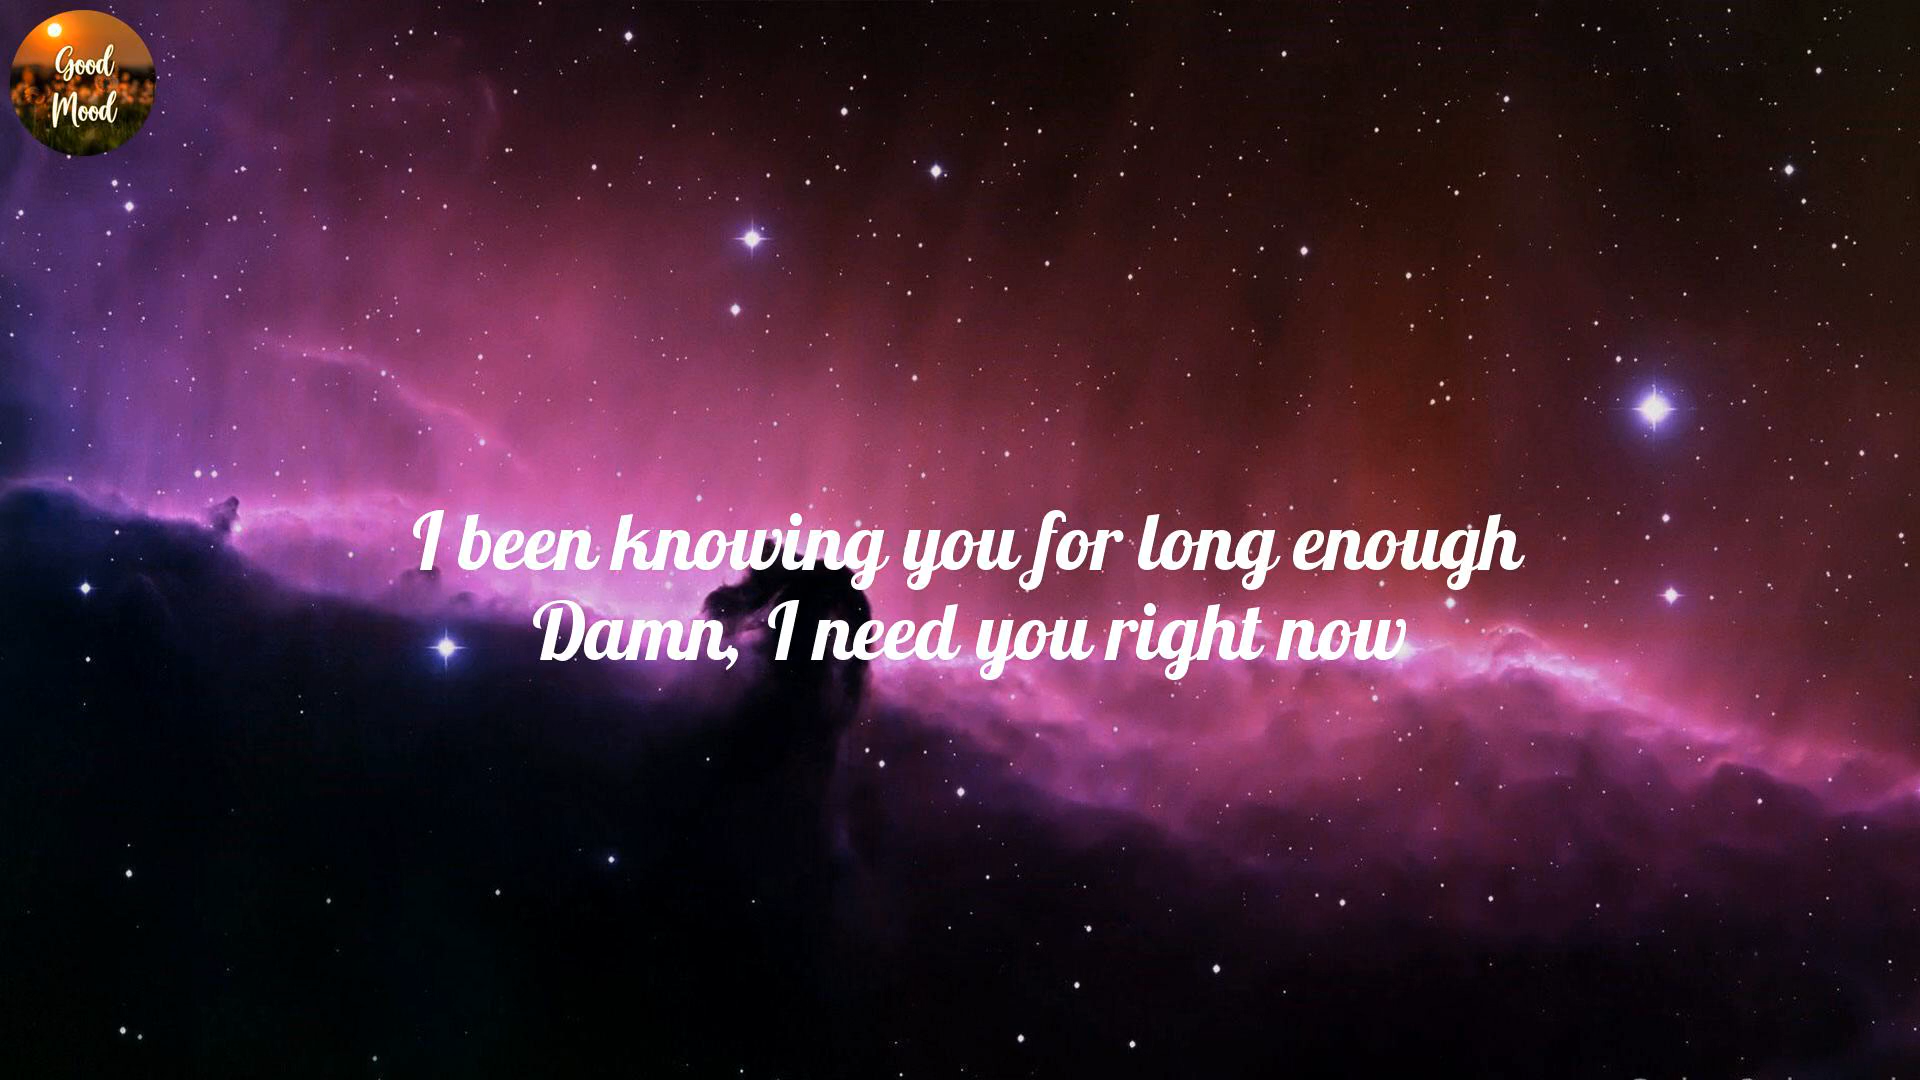 Good
Mood
I been knowing you for long enough
Damn, I need you right now